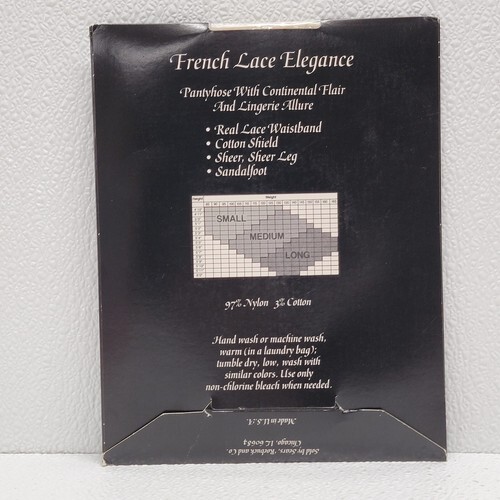 French Lace Elegance
Pantyhose With Continental Flair
And Lingerie Allure
• Real Lace Waistband
• Cotton Shield
• Sheer, Sheer Leg
• Sandalfoot
Height
Weight
SMALL
MEDIUM
LONG
97% Nylon 3% Cotton
Hand wash or machine wash,
warm (in a laundry bag);
tumble dry, low, wash with
similar colors. Use only
non-chlorine bleach when needed.
Sold by Sears, Roebuck and Co.
Chicago, IL 60684
Made in U.S.A.